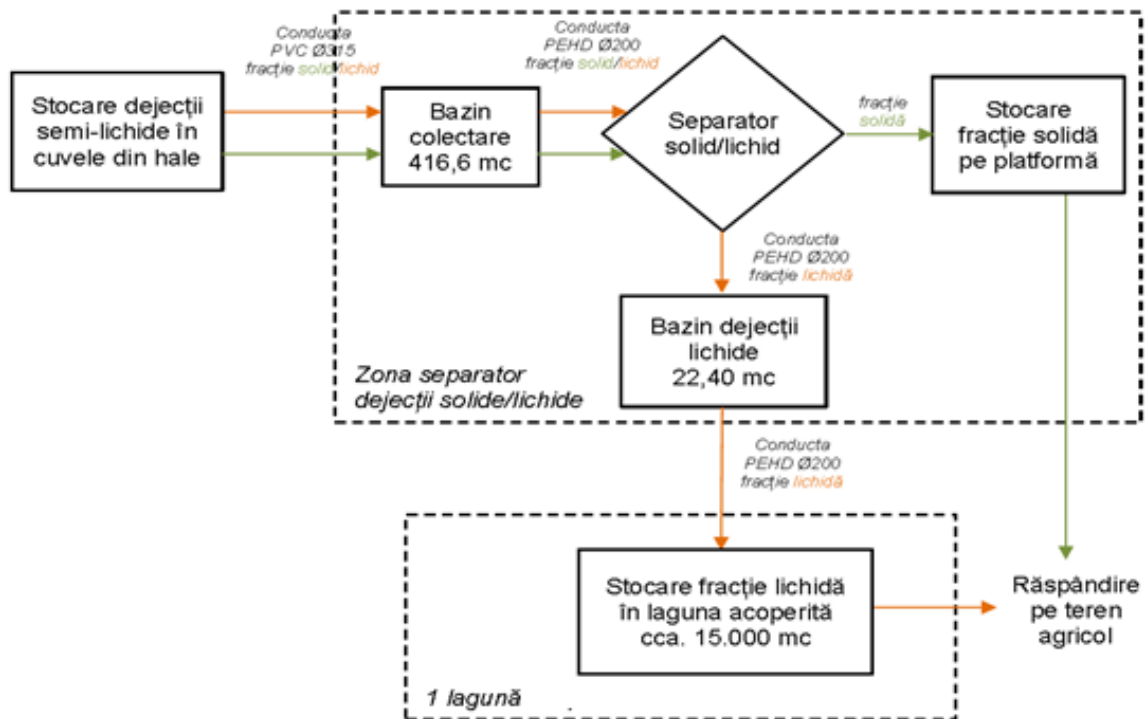 Conducta
PVC Ø315
fracție solid/lichid
Conducta
PEHD Ø200
fracție solid/lichid
Stocare dejecții
semi-lichide în
cuvele din hale
Bazin
colectare
416,6 mc
Separator
solid/lichid
fracție
solidă
Stocare
fracție solidă
pe platformă
Conducta
PEHD Ø200
fracție lichidă
Bazin dejecții
lichide
22,40 mc
Zona separator
dejecții solide/lichide
Conducta
PEHD Ø200
fracție lichidă
Stocare fracție lichidă
în laguna acoperită
cca. 15.000 mc
Răspândire
pe teren
agricol
1 lagună